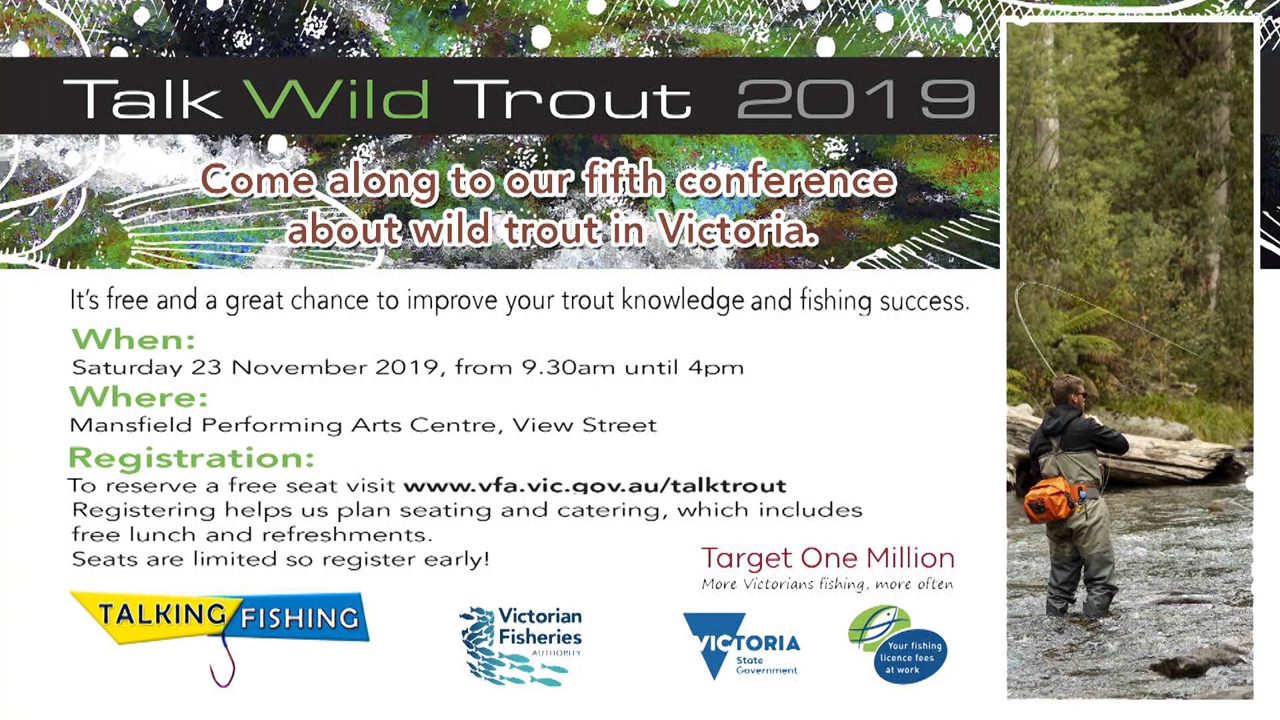 Talk Wild Trout 2019
Come along to our fifth conference
about wild trout in Victoria.
It's free and a great chance to improve your trout knowledge and fishing success.
When:
Saturday 23 November 2019, from 9.30am until 4pm
Where:
Mansfield Performing Arts Centre, View Street
Registration:
To reserve a free seat visit www.vfa.vic.gov.au/talktrout
Registering helps us plan seating and catering, which includes
free lunch and refreshments.
Seats are limited so register early!
Target One Million
More Victorians fishing, more often
TALKING FISHING
Victorian
Fisheries
AUTHORITY
VICTORIA
State
Government
Your fishing
licence fees
at work